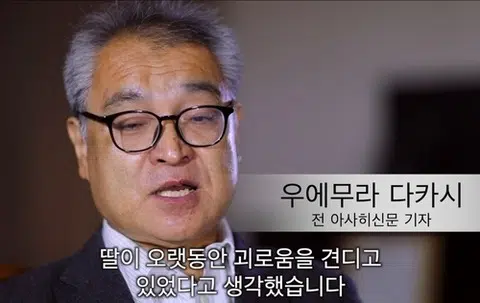 우에무라 다카시
전 아사히신문 기자
딸이 오랫동안 괴로움을 견디고
있었다고 생각했습니다